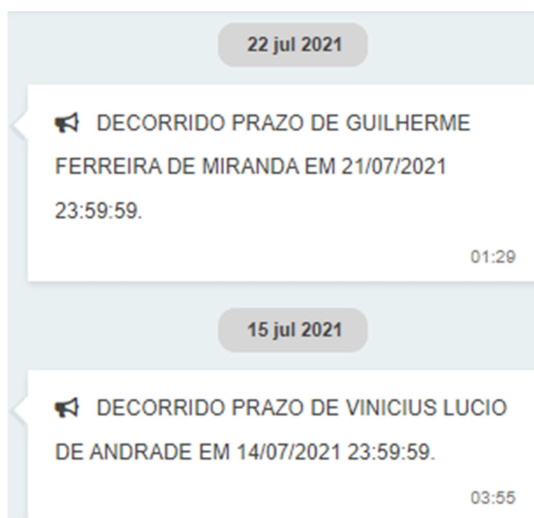 22 jul 2021
DECORRIDO PRAZO DE GUILHERME
FERREIRA DE MIRANDA EM 21/07/2021
23:59:59.
01:29
15 jul 2021
DECORRIDO PRAZO DE VINICIUS LUCIO
DE ANDRADE EM 14/07/2021 23:59:59.
03:55